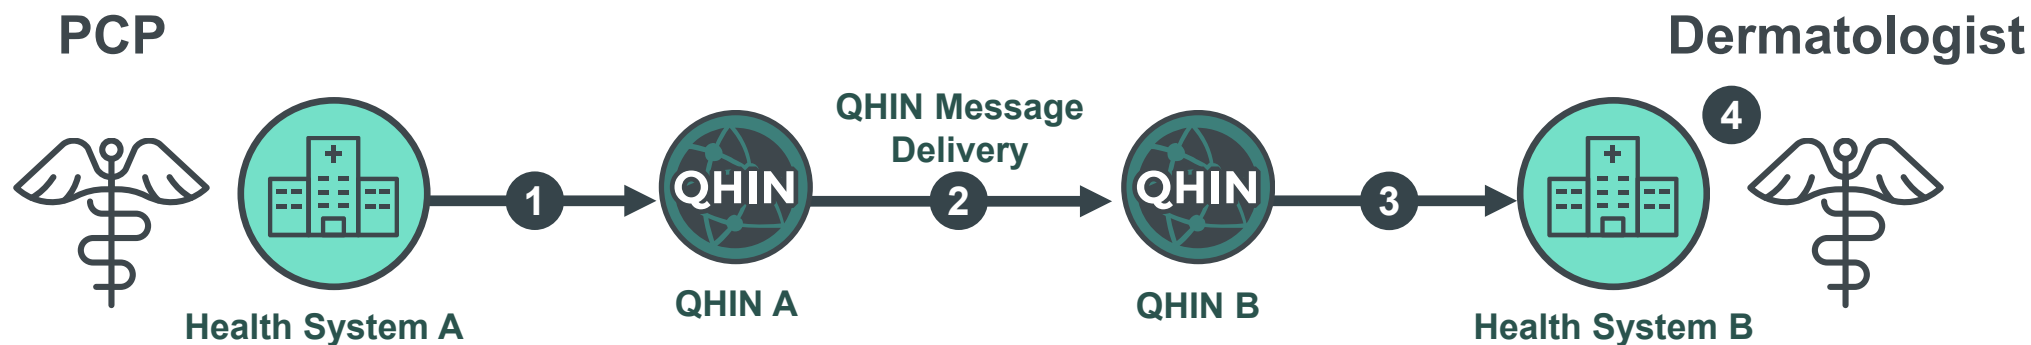 PCP
Dermatologist
QHIN Message
Delivery
4
1
QHIN
2
QHIN
3
QHIN A
QHIN B
Health System A
Health System B